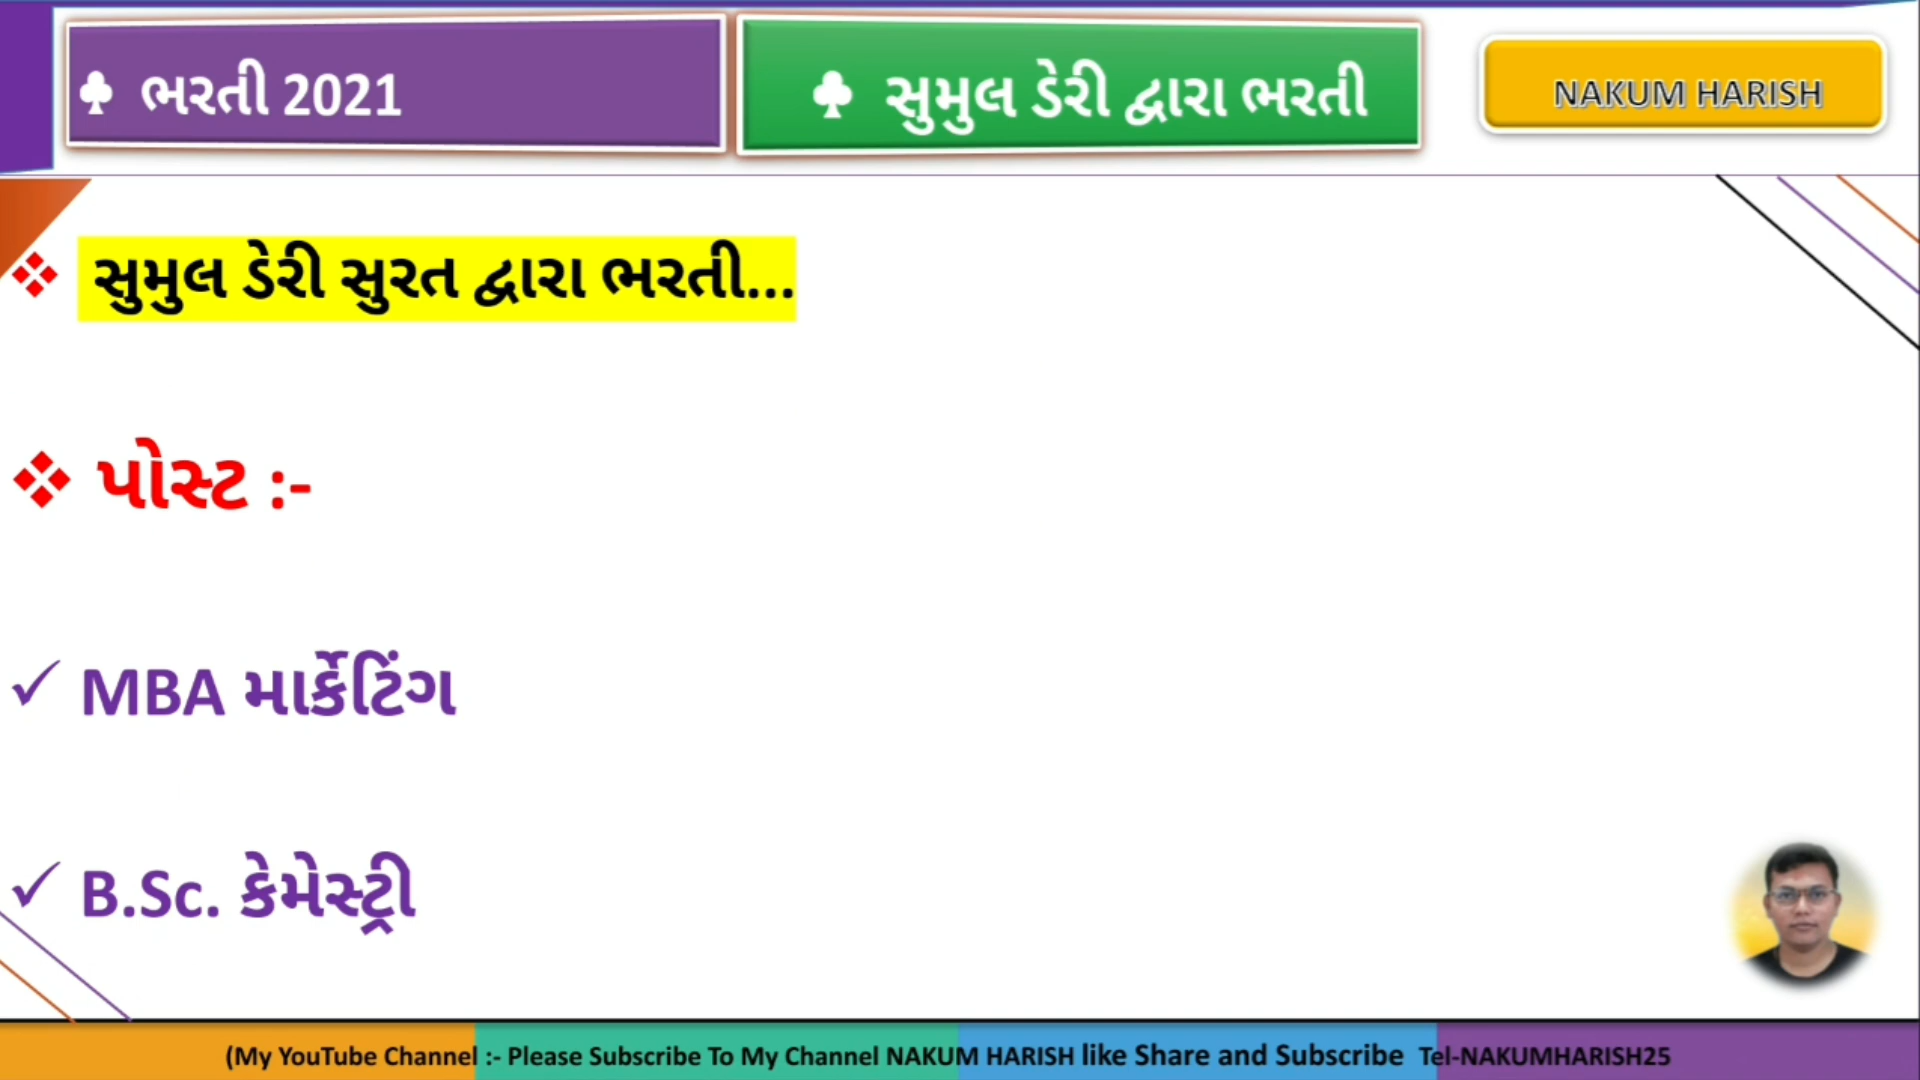 ♣ ભરતી 2021
♣ સુમુલ ડેરી દ્વારા ભરતી
NAKUM HARISH
❖ સુમુલ ડેરી સુરત દ્વારા ભરતી...
❖ પોસ્ટ :-
✓ MBA માર્કેટિંગ
✓ B.Sc. કેમેસ્ટ્રી
(My YouTube Channel :- Please Subscribe To My Channel NAKUM HARISH like Share and Subscribe Tel-NAKUMHARISH25